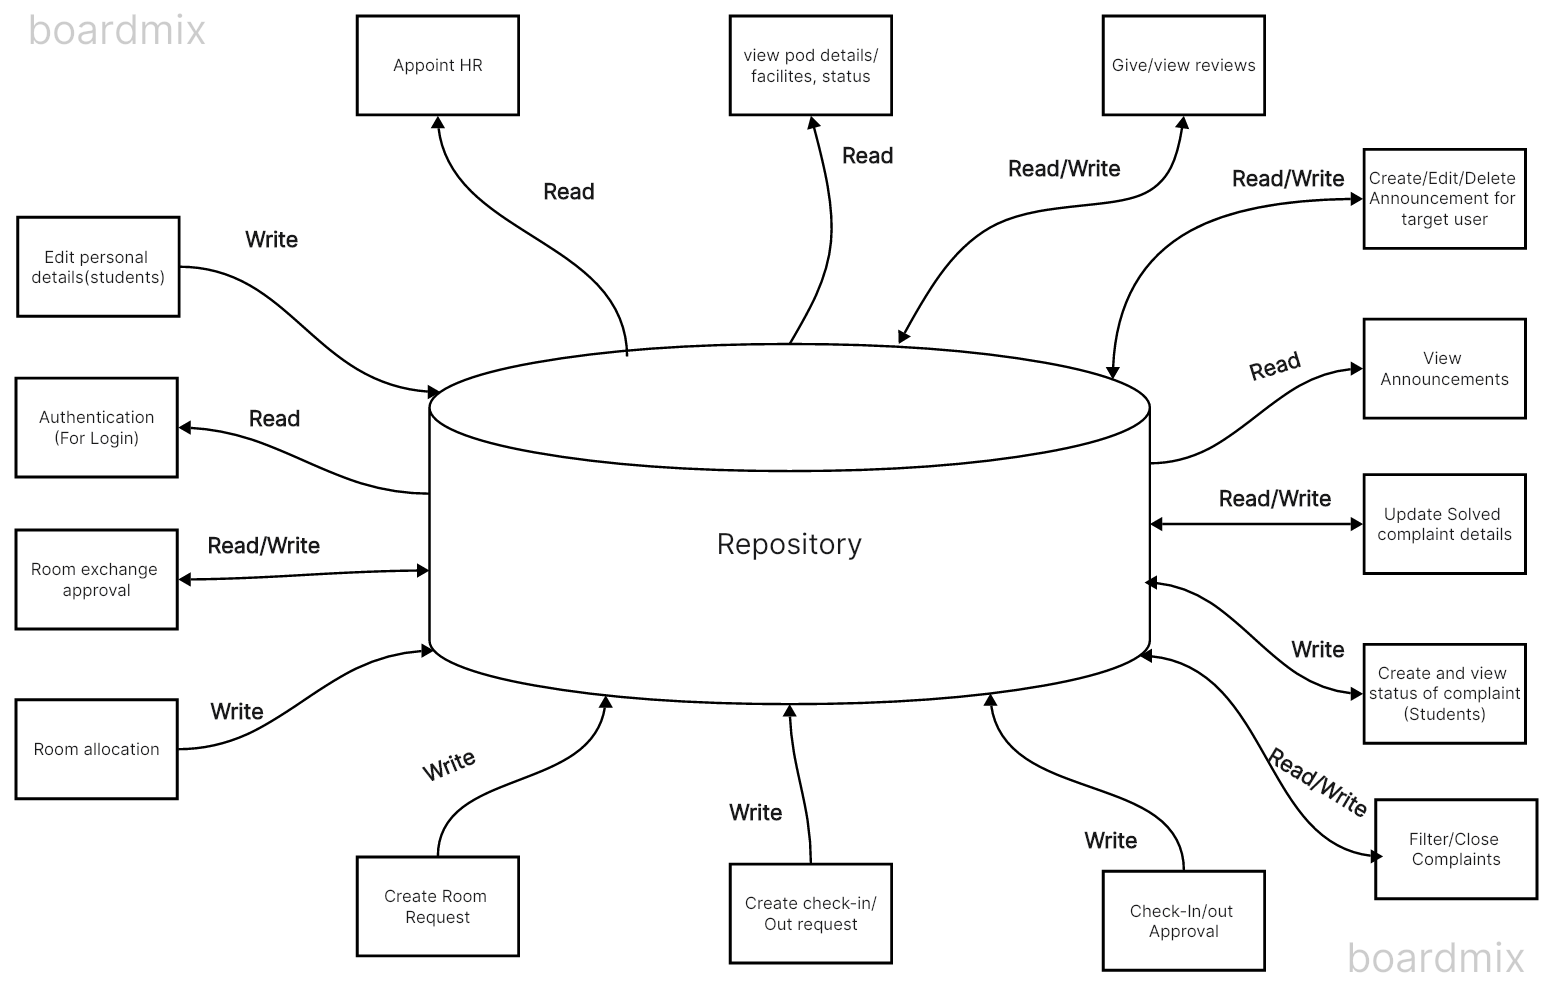 boardmix
Appoint HR
view pod details/
facilites, status
Give/view reviews
Read
Read
Read/Write
Read/Write
Create/Edit/Delete
Announcement for
target user
Edit personal
details(students)
Write
View
Announcements
Read
Authentication
(For Login)
Read
Update Solved
complaint details
Read/Write
Repository
Room exchange
approval
Read/Write
Write
Create and view
status of complaint
(Students)
Room allocation
Write
Read/Write
Filter/Close
Complaints
Write
Write
Write
Create Room
Request
Create check-in/
Out request
Check-In/out
Approval
boardmix